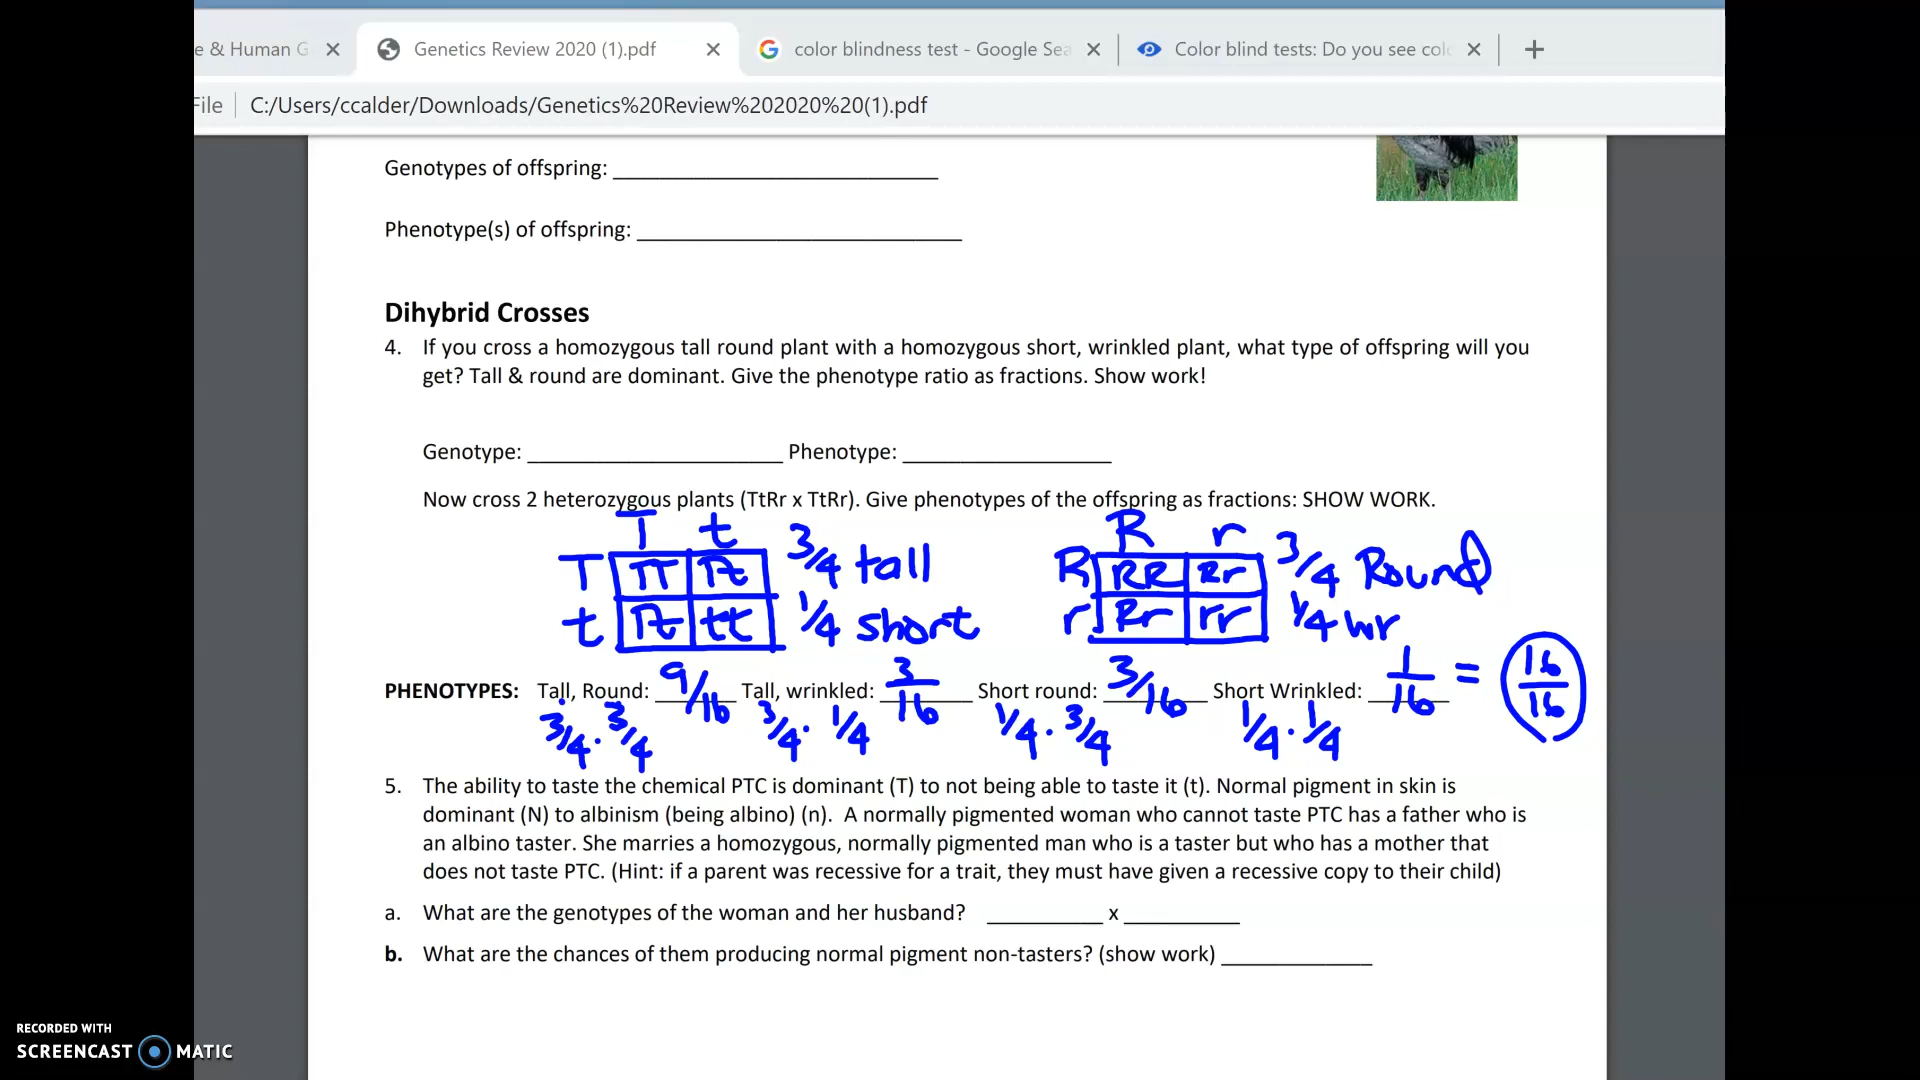 e & Human G
Genetics Review 2020 (1).pdf
color blindness test - Google Sea
Color blind tests: Do you see colo
File C:/Users/ccalder/Downloads/Genetics%20Review%202020%20(1).pdf
Genotypes of offspring: ____________________________
Phenotype(s) of offspring: ____________________________
Dihybrid Crosses
4. If you cross a homozygous tall round plant with a homozygous short, wrinkled plant, what type of offspring will you
get? Tall & round are dominant. Give the phenotype ratio as fractions. Show work!
Genotype: ______________________ Phenotype: __________________
Now cross 2 heterozygous plants (TtRr x TtRr). Give phenotypes of the offspring as fractions: SHOW WORK.
T t R r
T TT Tt 3/4 tall R RR Rr 3/4 Round
t Tt tt 1/4 short r Rr rr 1/4 wr
PHENOTYPES: Tall, Round: 9/16 Tall, wrinkled: 3/16 Short round: 3/16 Short Wrinkled: 1/16 = 16/16
3/4 · 3/4 3/4 · 1/4 1/4 · 3/4 1/4 · 1/4
5. The ability to taste the chemical PTC is dominant (T) to not being able to taste it (t). Normal pigment in skin is
dominant (N) to albinism (being albino) (n). A normally pigmented woman who cannot taste PTC has a father who is
an albino taster. She marries a homozygous, normally pigmented man who is a taster but who has a mother that
does not taste PTC. (Hint: if a parent was recessive for a trait, they must have given a recessive copy to their child)
a. What are the genotypes of the woman and her husband? __________ x __________
b. What are the chances of them producing normal pigment non-tasters? (show work) _____________
RECORDED WITH
SCREENCAST MATIC